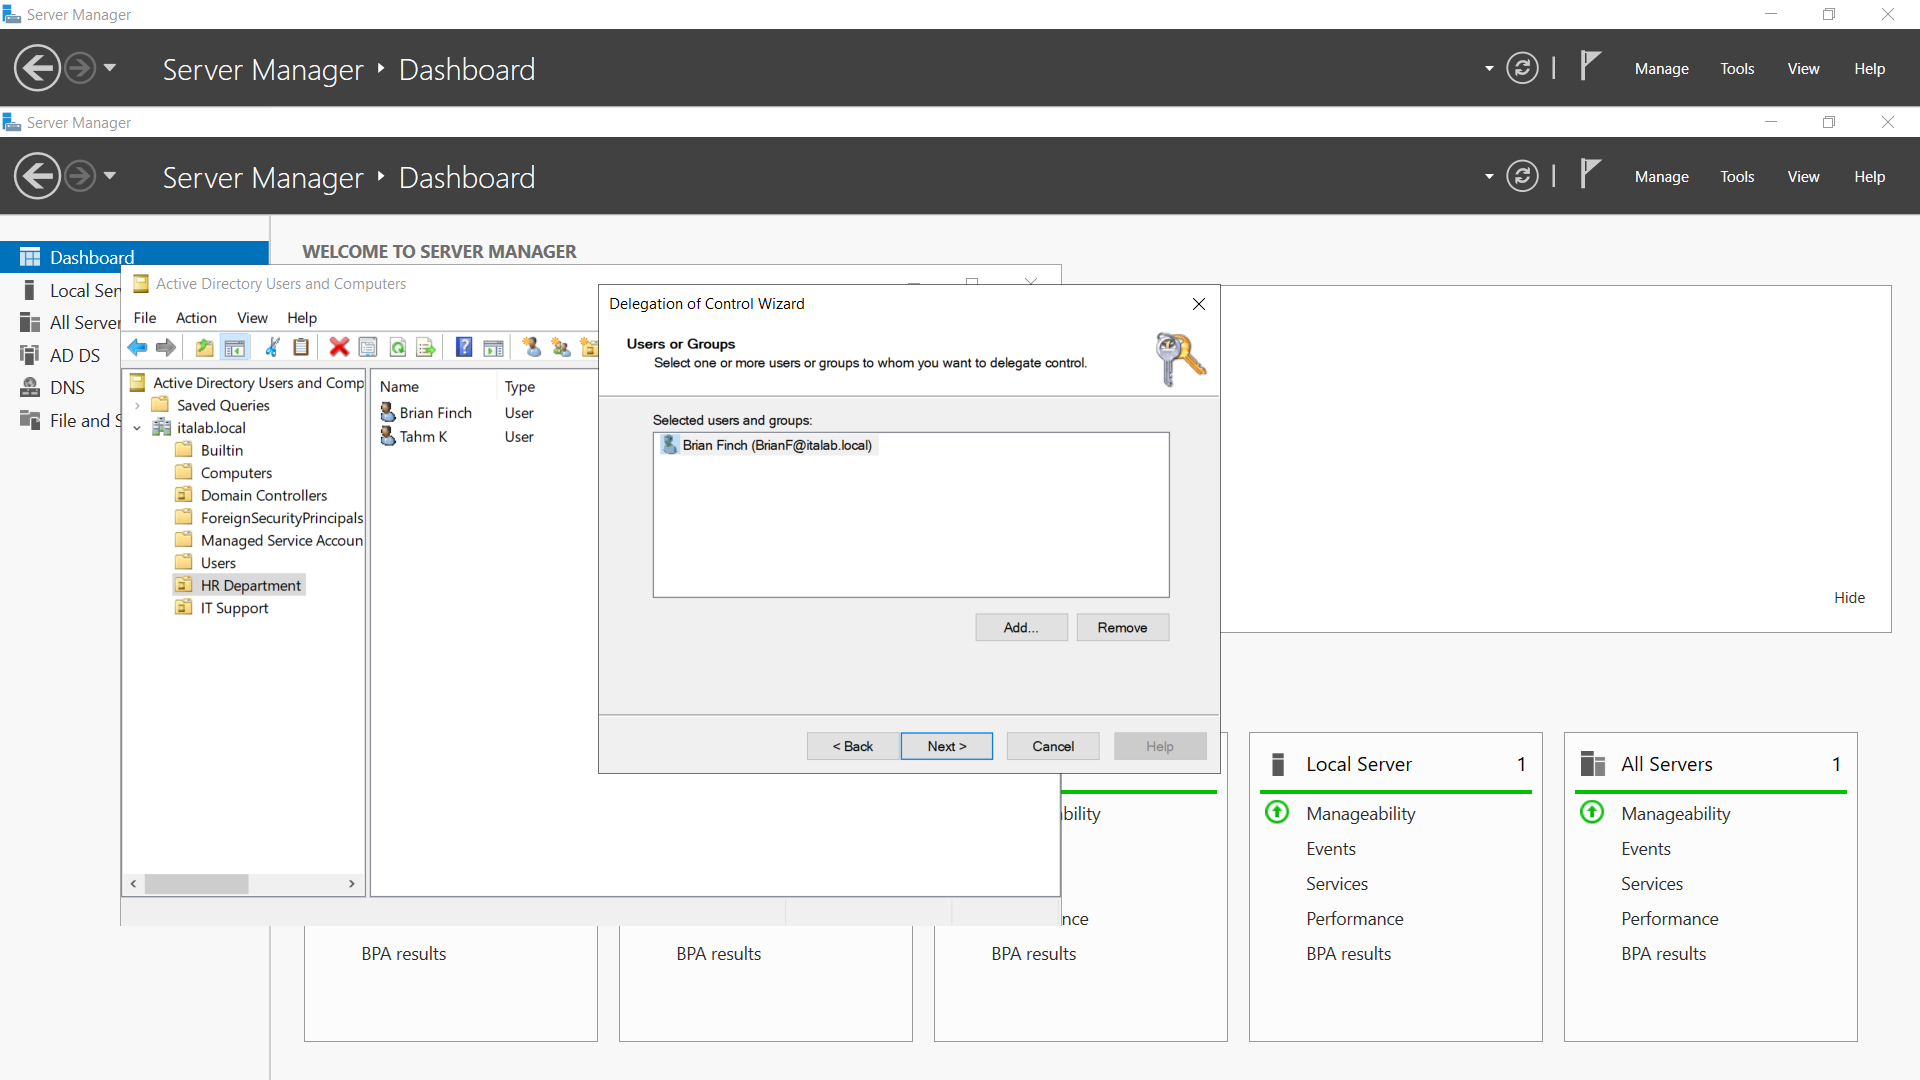 Server Manager
Server Manager Dashboard
Manage Tools View Help
Server Manager
Server Manager Dashboard
Manage Tools View Help
Dashboard
Local Ser
All Server
AD DS
DNS
File and S
WELCOME TO SERVER MANAGER
Active Directory Users and Computers
File Action View Help
Active Directory Users and Comp
Saved Queries
italab.local
Builtin
Computers
Domain Controllers
ForeignSecurityPrincipals
Managed Service Accoun
Users
HR Department
IT Support
Name Type
Brian Finch User
Tahm K User
Delegation of Control Wizard
Users or Groups
Select one or more users or groups to whom you want to delegate control.
Selected users and groups:
Brian Finch (BrianF@italab.local)
Add... Remove
< Back Next > Cancel Help
Hide
BPA results
BPA results
bility
nce
BPA results
Local Server 1
Manageability
Events
Services
Performance
BPA results
All Servers 1
Manageability
Events
Services
Performance
BPA results